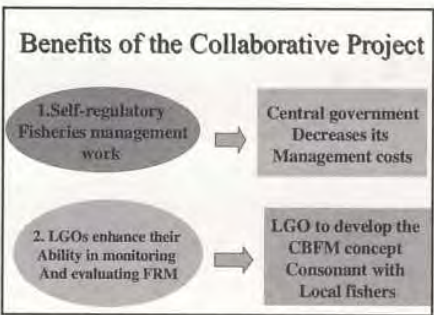 Benefits of the Collaborative Project
1.Self-regulatory
Fisheries management
work
Central government
Decreases its
Management costs
2. LGOs enhance their
Ability in monitoring
And evaluating FRM
LGO to develop the
CBFM concept
Consonant with
Local fishers